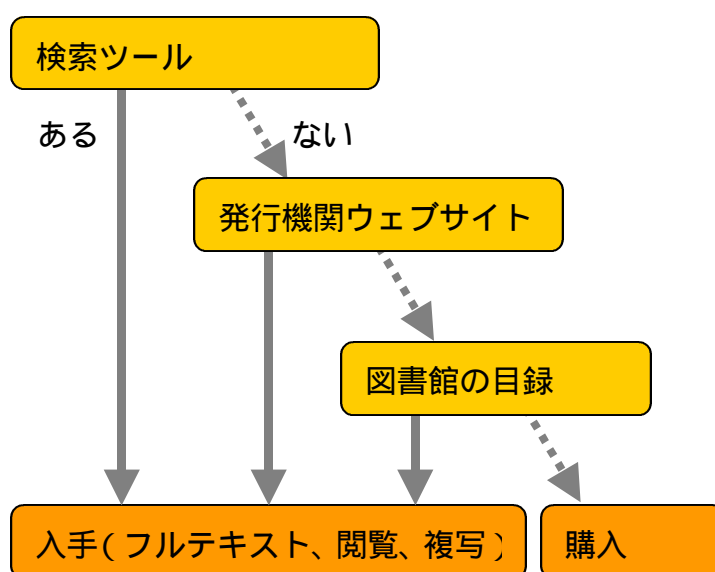 検索ツール
ある
ない
発行機関ウェブサイト
図書館の目録
入手(フルテキスト、閲覧、複写)
購入